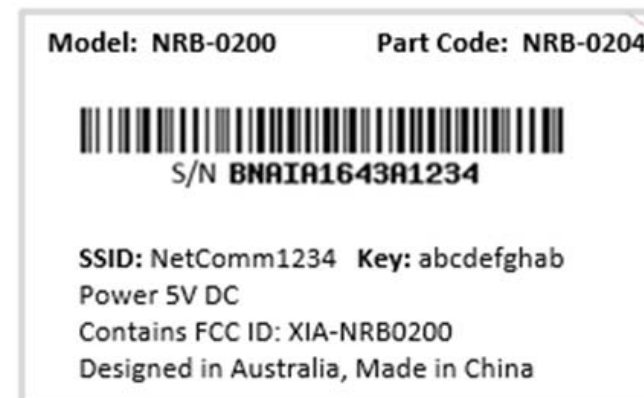 Model: NRB-0200 Part Code: NRB-0204
S/N BNAIA1643A1234
SSID: NetComm1234 Key: abcdefghab
Power 5V DC
Contains FCC ID: XIA-NRB0200
Designed in Australia, Made in China